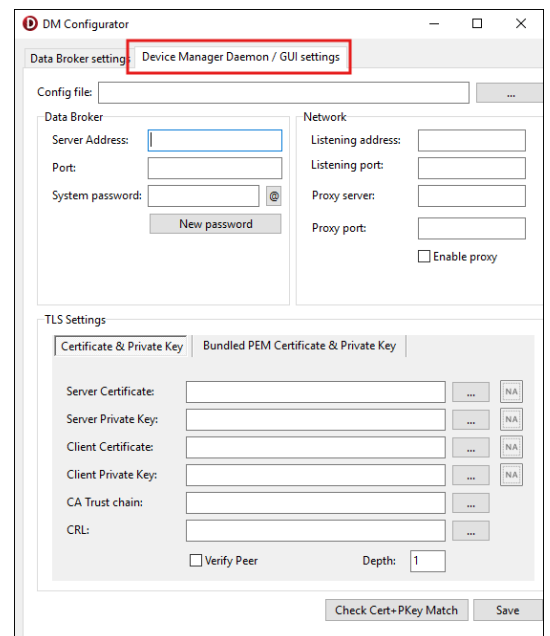 DM Configurator
Data Broker settings Device Manager Daemon / GUI settings
Config file: ...
Data Broker Network
Server Address: Listening address:
Port: Listening port:
System password: @ Proxy server:
New password Proxy port:
Enable proxy
TLS Settings
Certificate & Private Key Bundled PEM Certificate & Private Key
Server Certificate: ... NA
Server Private Key: ... NA
Client Certificate: ... NA
Client Private Key: ... NA
CA Trust chain: ...
CRL: ...
Verify Peer Depth: 1
Check Cert+PKey Match Save